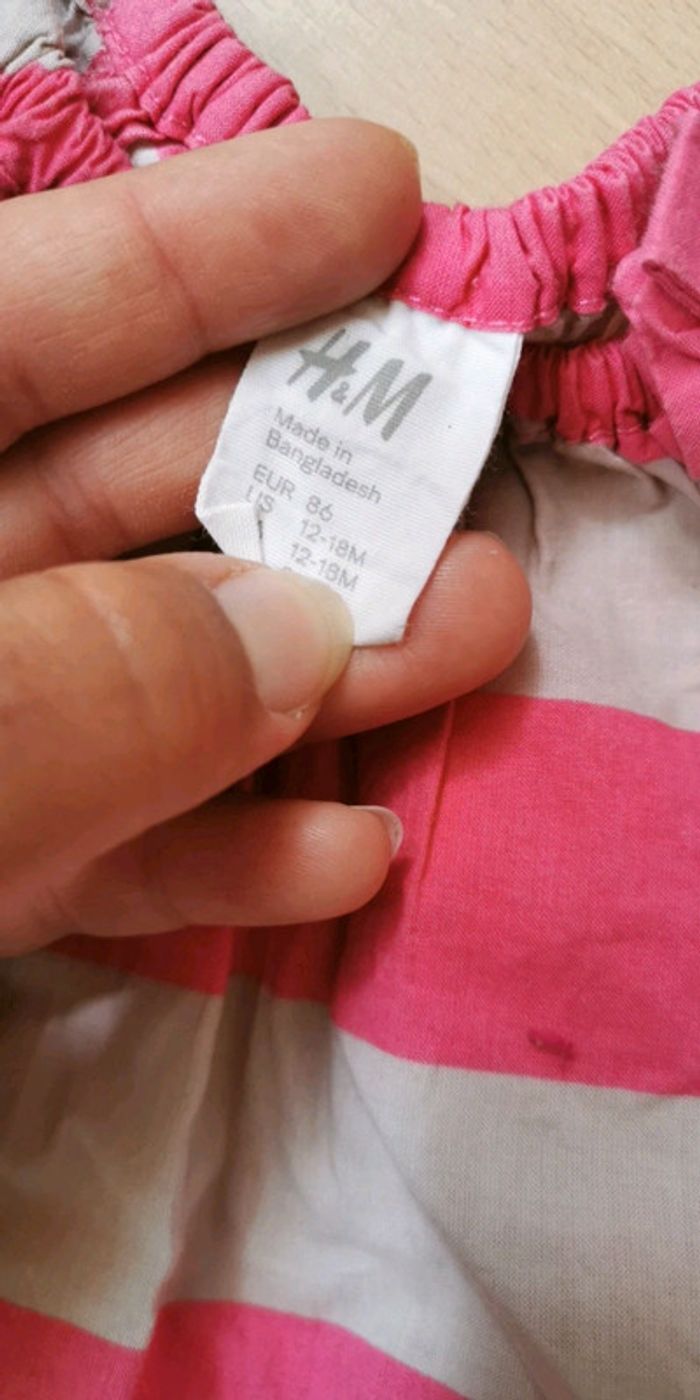 H&M
Made in
Bangladesh
EUR 86
US 12-18M
12-18M